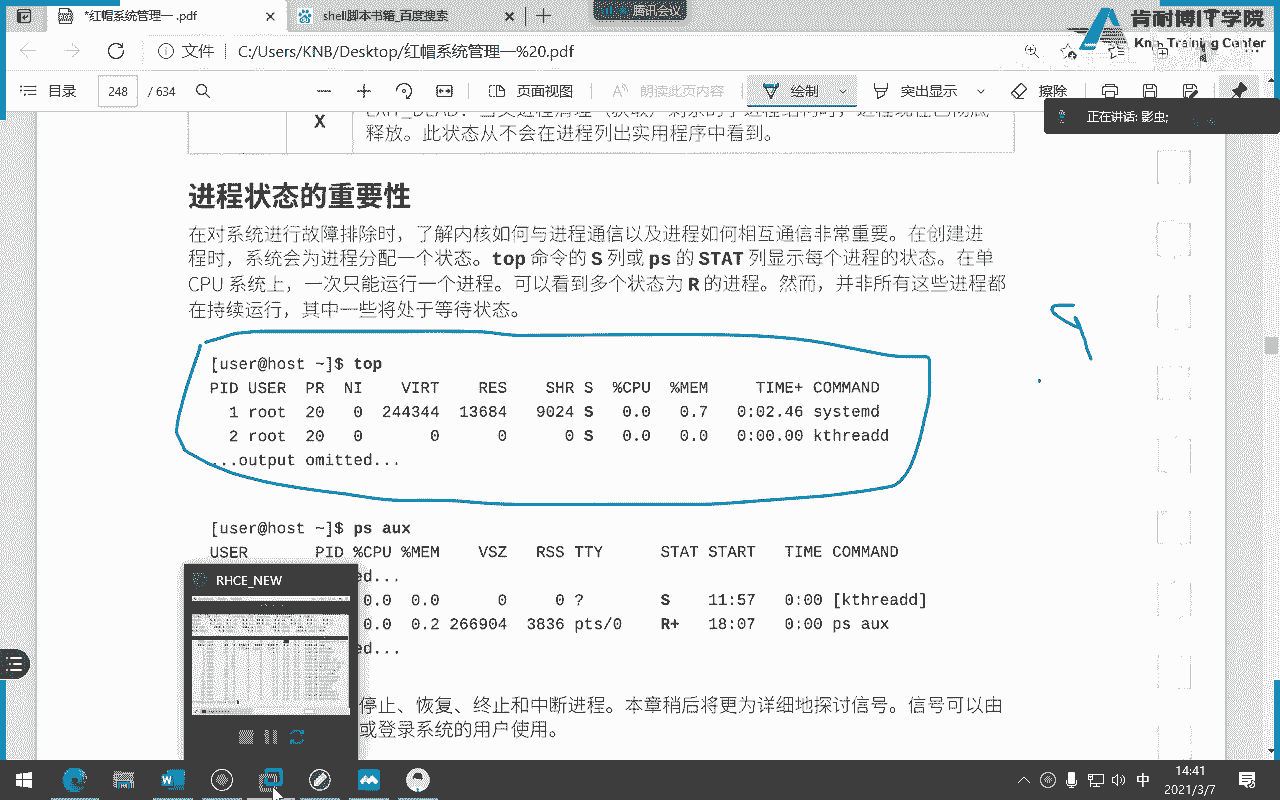 *红帽系统管理一 .pdf
shell脚本书籍_百度搜索
腾讯会议
肯耐博IT学院
文件 C:/Users/KNB/Desktop/红帽系统管理一%20.pdf
目录 248 / 634 页面视图 朗读此页内容 绘制 突出显示 擦除
正在讲话: 影虫;
X
释放。此状态从不会在进程列出实用程序中看到。
进程状态的重要性
在对系统进行故障排除时，了解内核如何与进程通信以及进程如何相互通信非常重要。在创建进
程时，系统会为进程分配一个状态。top 命令的 S 列或 ps 的 STAT 列显示每个进程的状态。在单
CPU 系统上，一次只能运行一个进程。可以看到多个状态为 R 的进程。然而，并非所有这些进程都
在持续运行，其中一些将处于等待状态。
[user@host ~]$ top
PID USER PR NI VIRT RES SHR S %CPU %MEM TIME+ COMMAND
1 root 20 0 244344 13684 9024 S 0.0 0.7 0:02.46 systemd
2 root 20 0 0 0 0 S 0.0 0.0 0:00.00 kthreadd
...output omitted...
[user@host ~]$ ps aux
USER PID %CPU %MEM VSZ RSS TTY STAT START TIME COMMAND
RHCE_NEW
ed...
0.0 0.0 0 0 ? S 11:57 0:00 [kthreadd]
0.0 0.2 266904 3836 pts/0 R+ 18:07 0:00 ps aux
ed...
停止、恢复、终止和中断进程。本章稍后将更为详细地探讨信号。信号可以由
或登录系统的用户使用。
中
14:41
2021/3/7